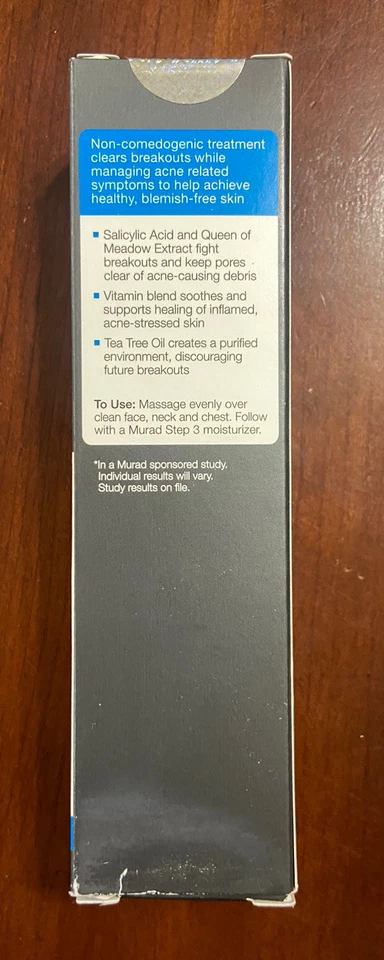 Non-comedogenic treatment
clears breakouts while
managing acne related
symptoms to help achieve
healthy, blemish-free skin
Salicylic Acid and Queen of
Meadow Extract fight
breakouts and keep pores
clear of acne-causing debris
Vitamin blend soothes and
supports healing of inflamed,
acne-stressed skin
Tea Tree Oil creates a purified
environment, discouraging
future breakouts
To Use: Massage evenly over
clean face, neck and chest. Follow
with a Murad Step 3 moisturizer.
*In a Murad sponsored study.
Individual results will vary.
Study results on file.